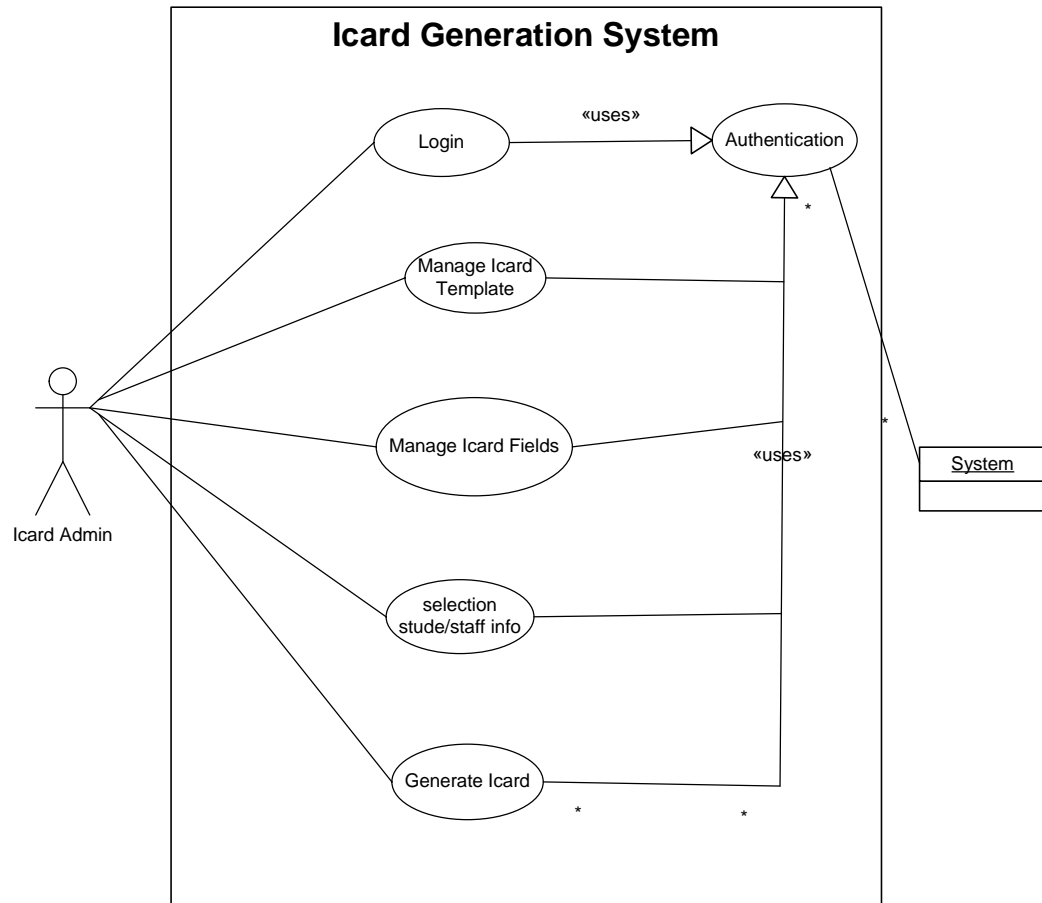 Icard Generation System
«uses»
Login
Authentication
*
Manage Icard
Template
Manage Icard Fields
*
«uses»
System
Icard Admin
selection
stude/staff info
Generate Icard
*
*